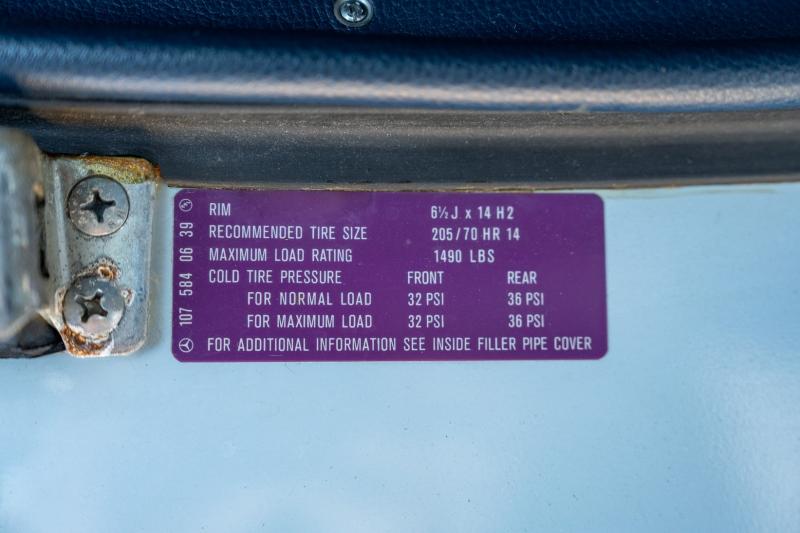 RIM 6½ J x 14 H2
RECOMMENDED TIRE SIZE 205/70 HR 14
MAXIMUM LOAD RATING 1490 LBS
COLD TIRE PRESSURE FRONT REAR
FOR NORMAL LOAD 32 PSI 36 PSI
FOR MAXIMUM LOAD 32 PSI 36 PSI
FOR ADDITIONAL INFORMATION SEE INSIDE FILLER PIPE COVER
107 584 06 39